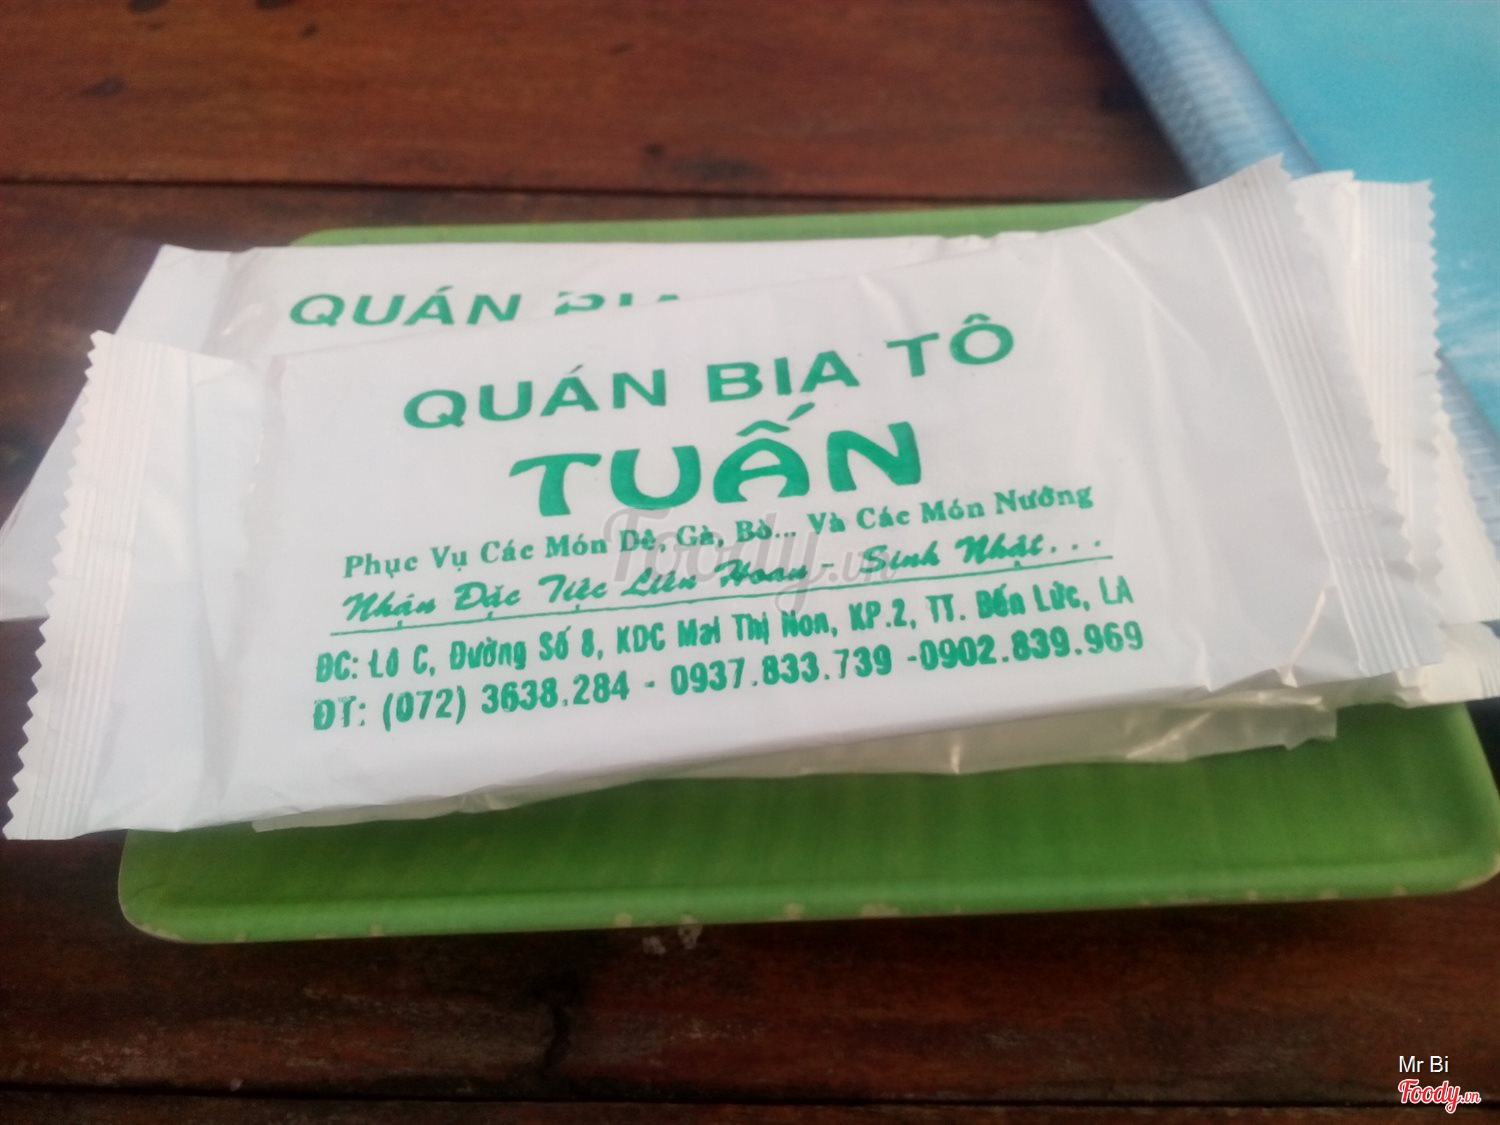 QUÁN BIA
QUÁN BIA TÔ
TUẤN
Phục Vụ Các Món Dê, Gà, Bò... Và Các Món Nướng
Nhận Đặc Tiệc Liên Hoan - Sinh Nhật...
ĐC: Lô C, Đường Số 8, KDC Mai Thị Non, KP.2, TT. Bến Lức, LA
ĐT: (072) 3638.284 - 0937.833.739 -0902.839.969
Foody.vn
Mr Bi
Foody.vn